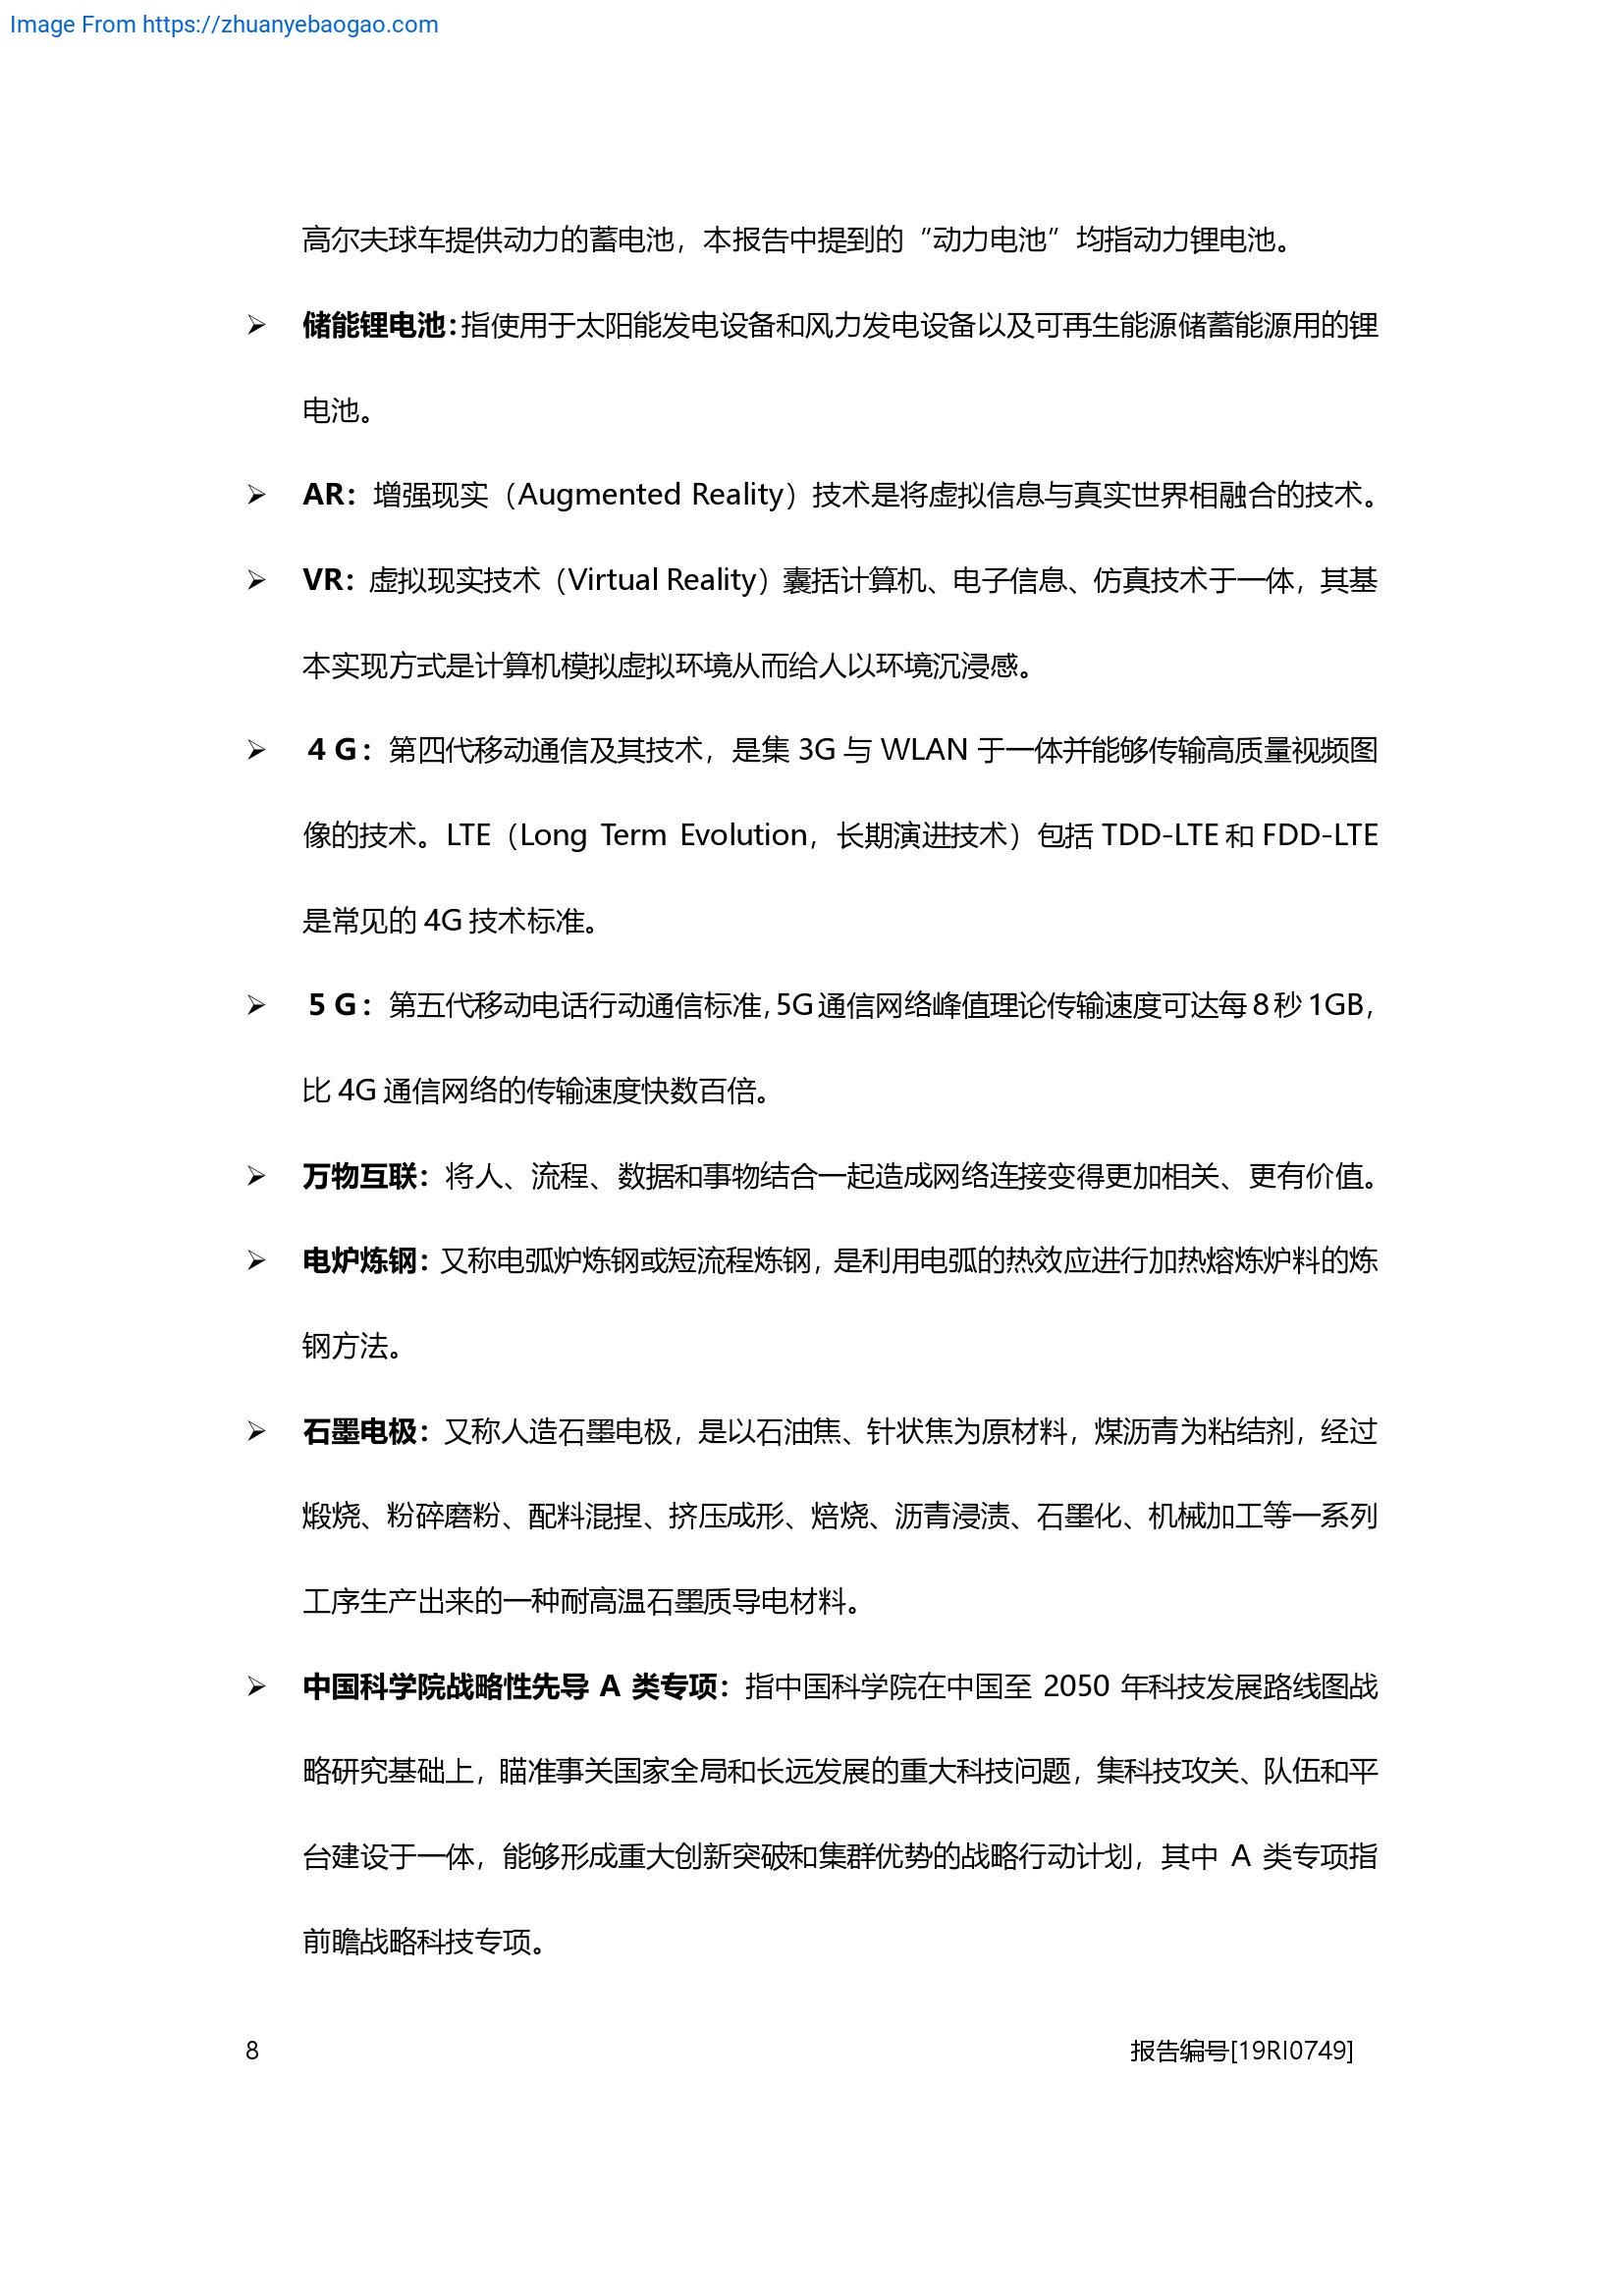 Image From https://zhuanyebaogao.com
高尔夫球车提供动力的蓄电池，本报告中提到的“动力电池”均指动力锂电池。
➢ 储能锂电池：指使用于太阳能发电设备和风力发电设备以及可再生能源储蓄能源用的锂
电池。
➢ AR：增强现实（Augmented Reality）技术是将虚拟信息与真实世界相融合的技术。
➢ VR：虚拟现实技术（Virtual Reality）囊括计算机、电子信息、仿真技术于一体，其基
本实现方式是计算机模拟虚拟环境从而给人以环境沉浸感。
➢ 4 G：第四代移动通信及其技术，是集 3G 与 WLAN 于一体并能够传输高质量视频图
像的技术。LTE（Long Term Evolution，长期演进技术）包括 TDD-LTE 和 FDD-LTE
是常见的 4G 技术标准。
➢ 5 G：第五代移动电话行动通信标准，5G 通信网络峰值理论传输速度可达每 8 秒 1GB，
比 4G 通信网络的传输速度快数百倍。
➢ 万物互联：将人、流程、数据和事物结合一起造成网络连接变得更加相关、更有价值。
➢ 电炉炼钢：又称电弧炉炼钢或短流程炼钢，是利用电弧的热效应进行加热熔炼炉料的炼
钢方法。
➢ 石墨电极：又称人造石墨电极，是以石油焦、针状焦为原材料，煤沥青为粘结剂，经过
煅烧、粉碎磨粉、配料混捏、挤压成形、焙烧、沥青浸渍、石墨化、机械加工等一系列
工序生产出来的一种耐高温石墨质导电材料。
➢ 中国科学院战略性先导 A 类专项：指中国科学院在中国至 2050 年科技发展路线图战
略研究基础上，瞄准事关国家全局和长远发展的重大科技问题，集科技攻关、队伍和平
台建设于一体，能够形成重大创新突破和集群优势的战略行动计划，其中 A 类专项指
前瞻战略科技专项。
8 报告编号[19RI0749]